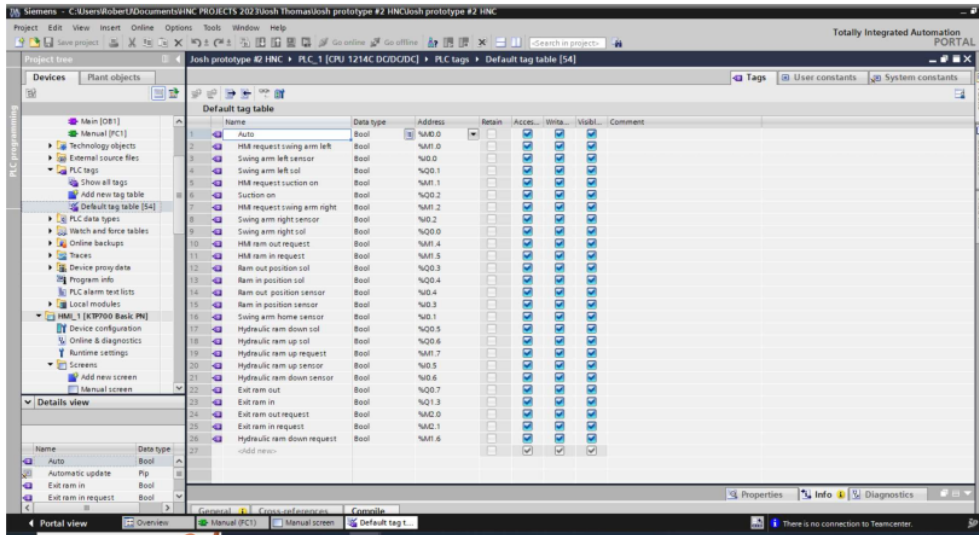 Siemens - C:\Users\RobertJ\Documents\HNC PROJECTS 2023\Josh Thomas\Josh prototype #2 HNC\Josh prototype #2 HNC
Project Edit View Insert Online Options Tools Window Help
Totally Integrated Automation
PORTAL
Save project Go online Go offline <Search in project>
Project tree
Josh prototype #2 HNC PLC_1 [CPU 1214C DC/DC/DC] PLC tags Default tag table [54]
Devices Plant objects
Tags User constants System constants
PLC programming
Default tag table
Name Data type Address Retain Acces... Writa... Visibl... Comment
1 Auto Bool %M0.0
2 HMI request swing arm left Bool %M1.0
3 Swing arm left sensor Bool %I0.0
4 Swing arm left sol Bool %Q0.1
5 HMI request suction on Bool %M1.1
6 Suction on Bool %Q0.2
7 HMI request swing arm right Bool %M1.2
8 Swing arm right sensor Bool %I0.2
9 Swing arm right sol Bool %Q0.0
10 HMI ram out request Bool %M1.4
11 HMI ram in request Bool %M1.5
12 Ram out position sol Bool %Q0.3
13 Ram in position sol Bool %Q0.4
14 Ram out position sensor Bool %I0.4
15 Ram in position sensor Bool %I0.3
16 Swing arm home sensor Bool %I0.1
17 Hydraulic ram down sol Bool %Q0.5
18 Hydraulic ram up sol Bool %Q0.6
19 Hydraulic ram up request Bool %M1.7
20 Hydraulic ram up sensor Bool %I0.5
21 Hydraulic ram down sensor Bool %I0.6
22 Exit ram out Bool %Q0.7
23 Exit ram in Bool %Q1.3
24 Exit ram out request Bool %M2.0
25 Exit ram in request Bool %M2.1
26 Hydraulic ram down request Bool %M1.6
27 <Add new>
Main [OB1]
Manual [FC1]
Technology objects
External source files
PLC tags
Show all tags
Add new tag table
Default tag table [54]
PLC data types
Watch and force tables
Online backups
Traces
Device proxy data
Program info
PLC alarm text lists
Local modules
HMI_1 [KTP700 Basic PN]
Device configuration
Online & diagnostics
Runtime settings
Screens
Add new screen
Manual screen
Details view
Name Data type
Auto Bool
Automatic update Pip
Exit ram in Bool
Exit ram in request Bool
Properties Info Diagnostics
General Cross-references Compile
Portal view Overview Manual (FC1) Manual screen Default tag t...
There is no connection to Teamcenter.